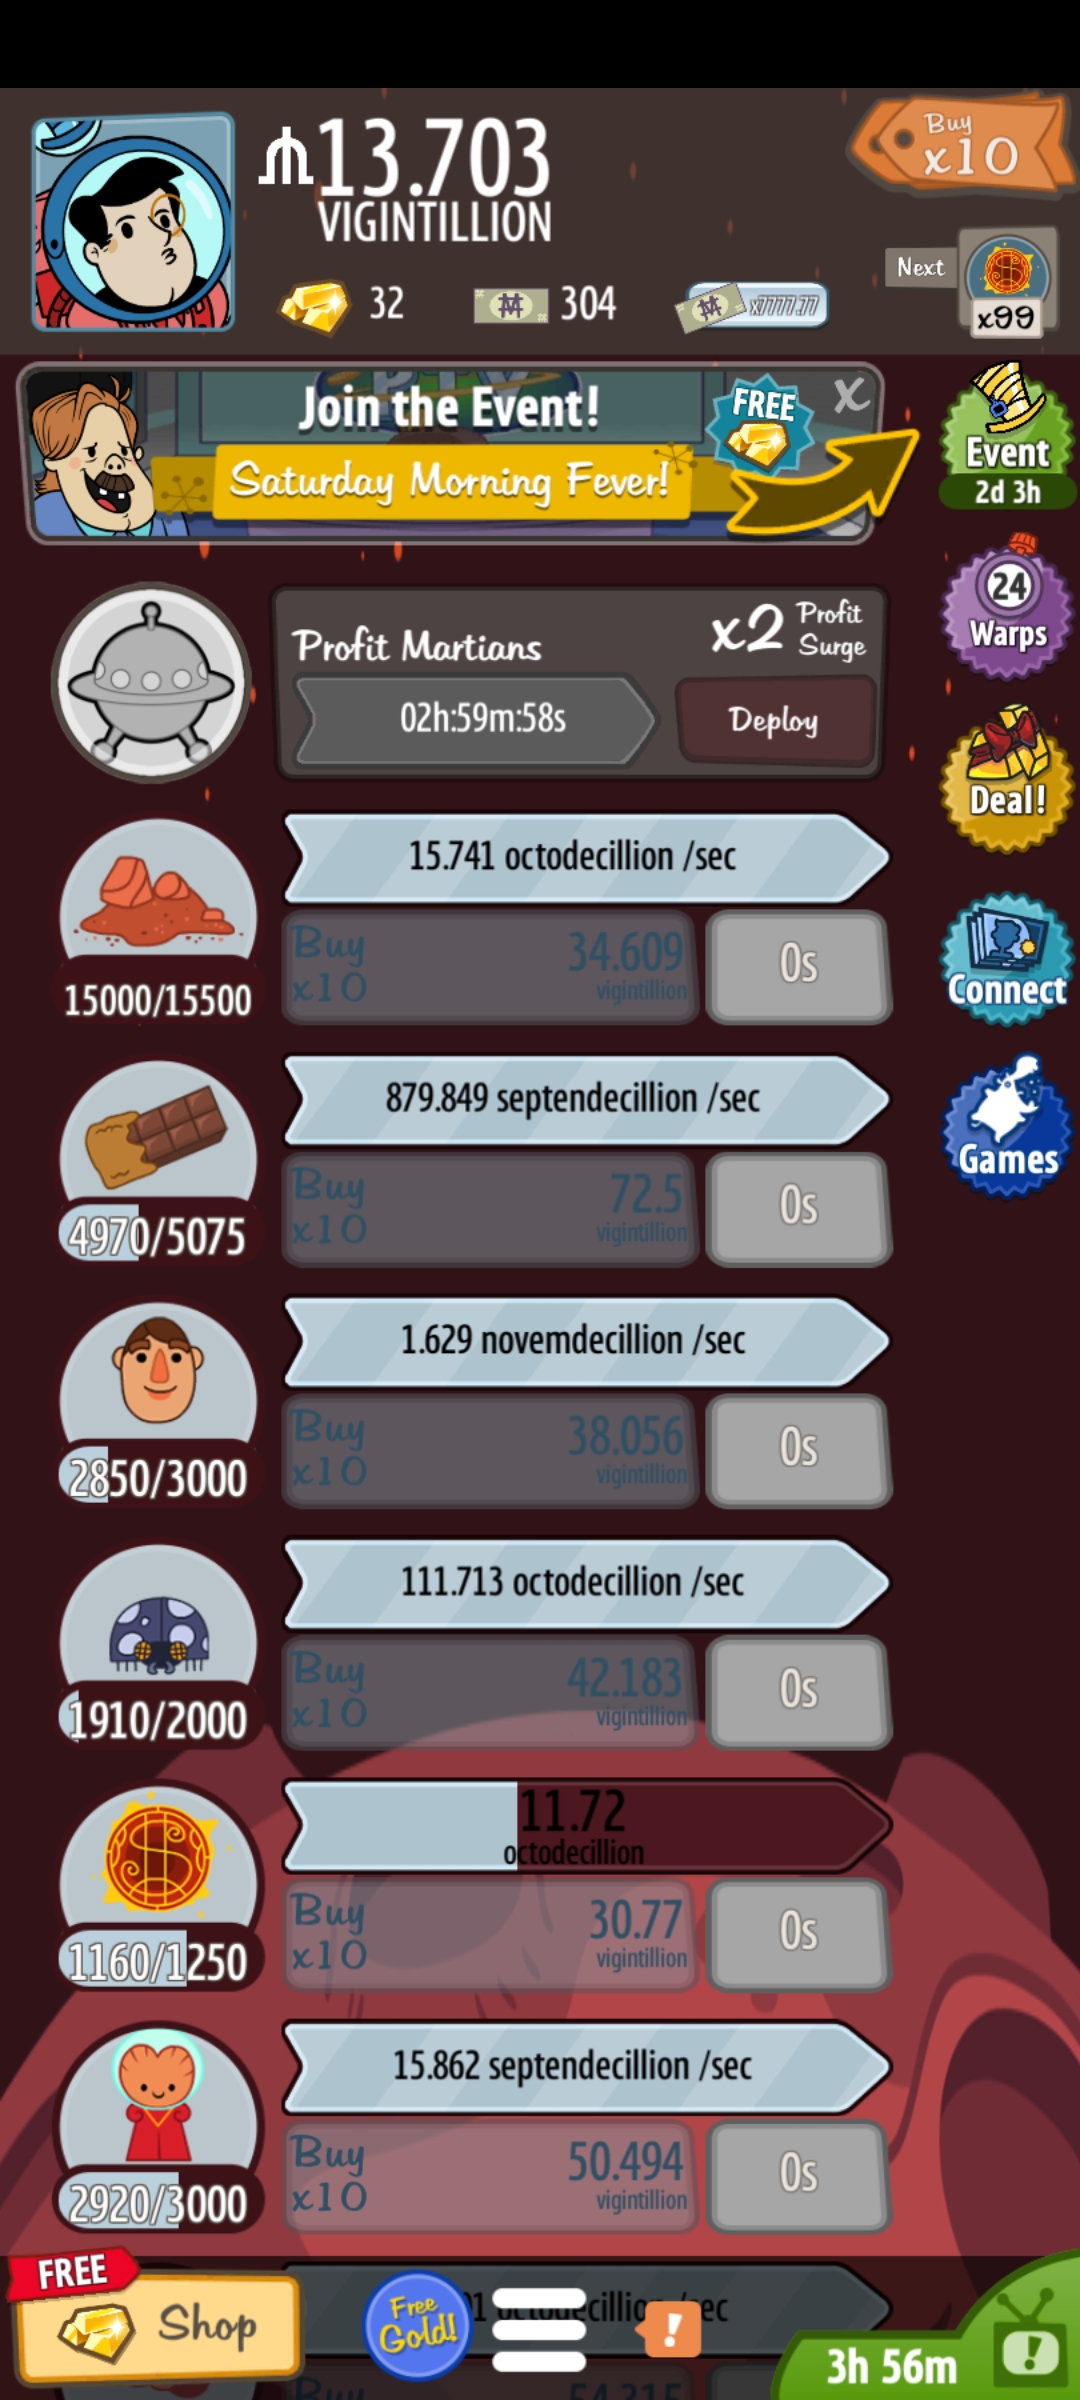 13.703
VIGINTILLION
Buy
x10
32
304
x7777.77
Next
x99
Join the Event!
Saturday Morning Fever!
FREE
X
Event
2d 3h
Profit Martians
x2 Profit
Surge
02h:59m:58s
Deploy
24
Warps
Deal!
15.741 octodecillion /sec
Buy
x10
34.609
vigintillion
0s
15000/15500
Connect
879.849 septendecillion /sec
Buy
x10
72.5
vigintillion
0s
4970/5075
Games
1.629 novemdecillion /sec
Buy
x10
38.056
vigintillion
0s
2850/3000
111.713 octodecillion /sec
Buy
x10
42.183
vigintillion
0s
1910/2000
11.72
octodecillion
Buy
x10
30.77
vigintillion
0s
1160/1250
15.862 septendecillion /sec
Buy
x10
50.494
vigintillion
0s
2920/3000
FREE
Shop
Free
Gold!
!
3h 56m
!
Buy
54.315